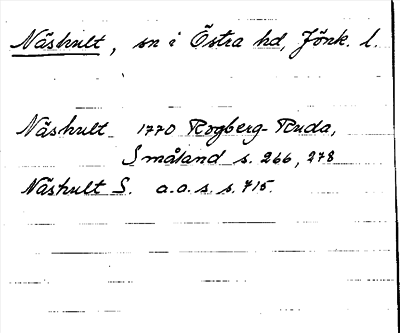 Näshult, sn i Östra hd, Jönk. l.
Näshult 1770 Rogberg-Ruda,
Småland s. 266, 278
Näshult S. a.a. s. s. 715.